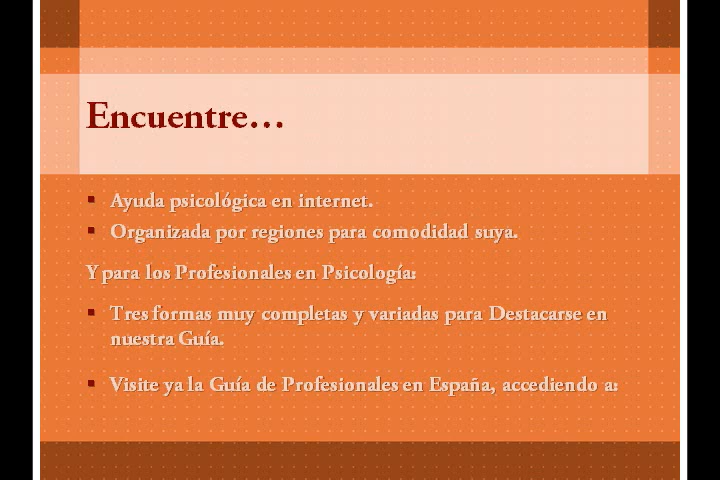 Encuentre...
Ayuda psicológica en internet.
Organizada por regiones para comodidad suya.
Y para los Profesionales en Psicología:
Tres formas muy completas y variadas para Destacarse en
nuestra Guía.
Visite ya la Guía de Profesionales en España, accediendo a: